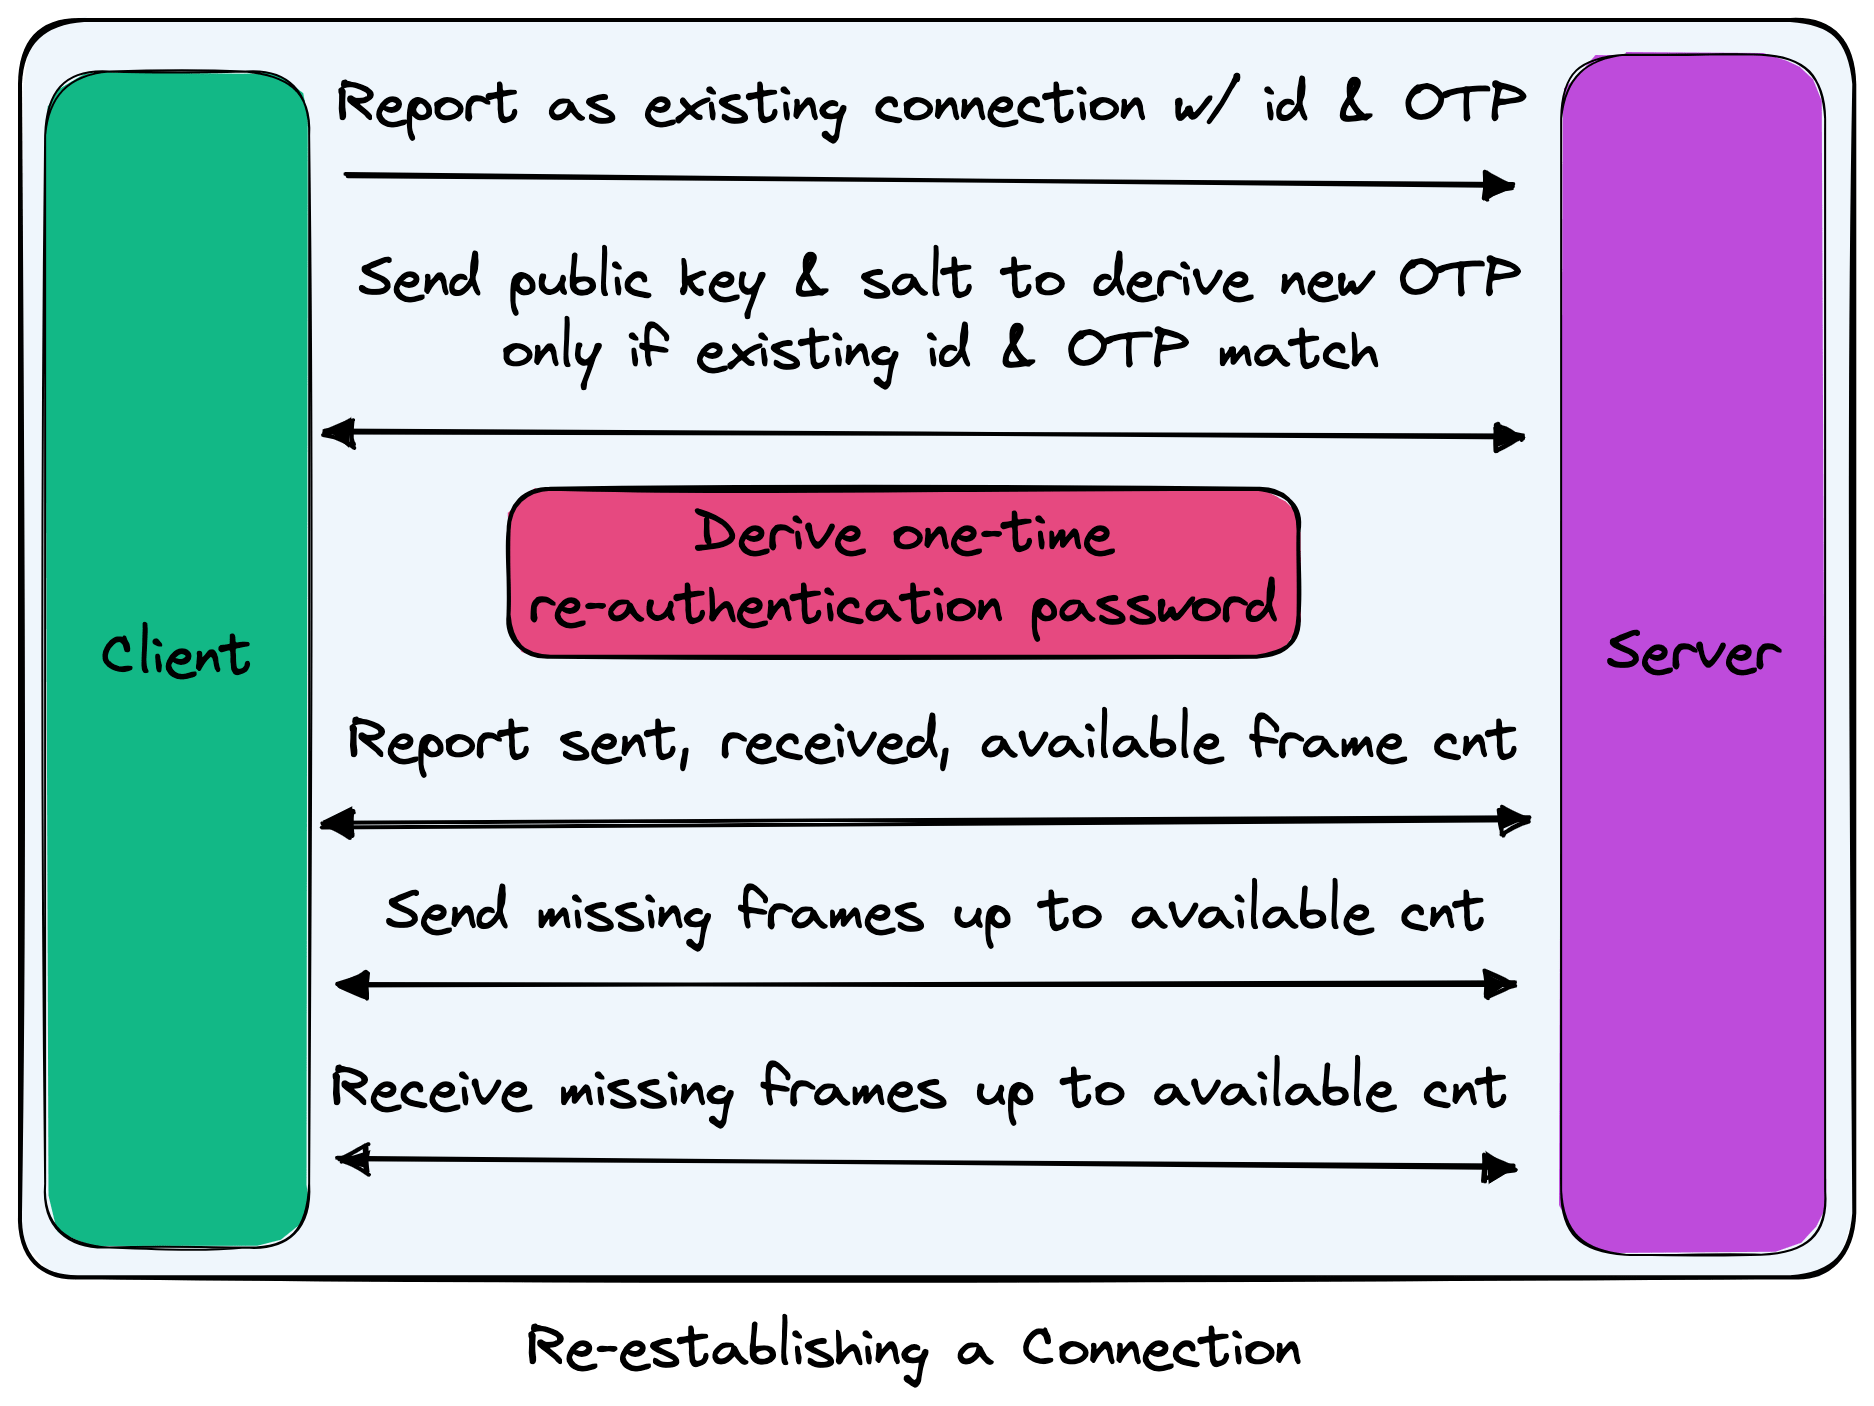 Report as existing connection w/ id & OTP
Send public key & salt to derive new OTP
only if existing id & OTP match
Derive one-time
re-authentication password
Client
Server
Report sent, received, available frame cnt
Send missing frames up to available cnt
Receive missing frames up to available cnt
Re-establishing a Connection